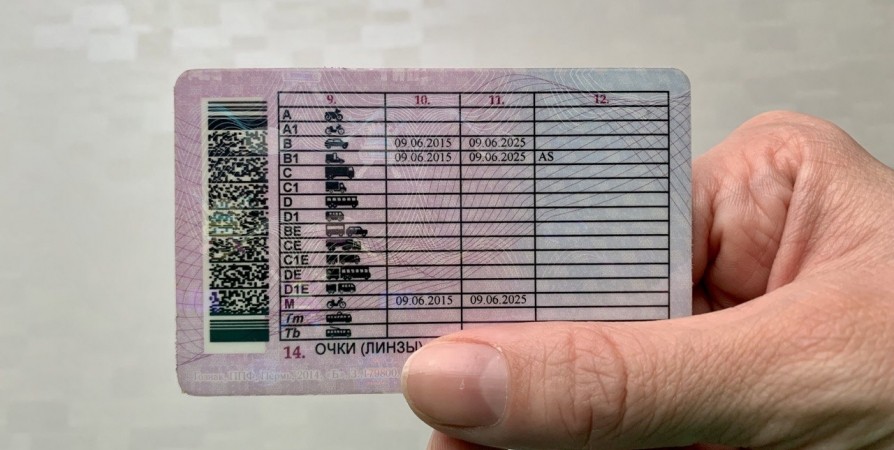 9. 10. 11. 12.
A
A1
B 09.06.2015 09.06.2025
B1 09.06.2015 09.06.2025 AS
C
C1
D
D1
BE
CE
C1E
DE
D1E
M 09.06.2015 09.06.2025
Tm
Tb
14. ОЧКИ (ЛИНЗЫ)
2014,